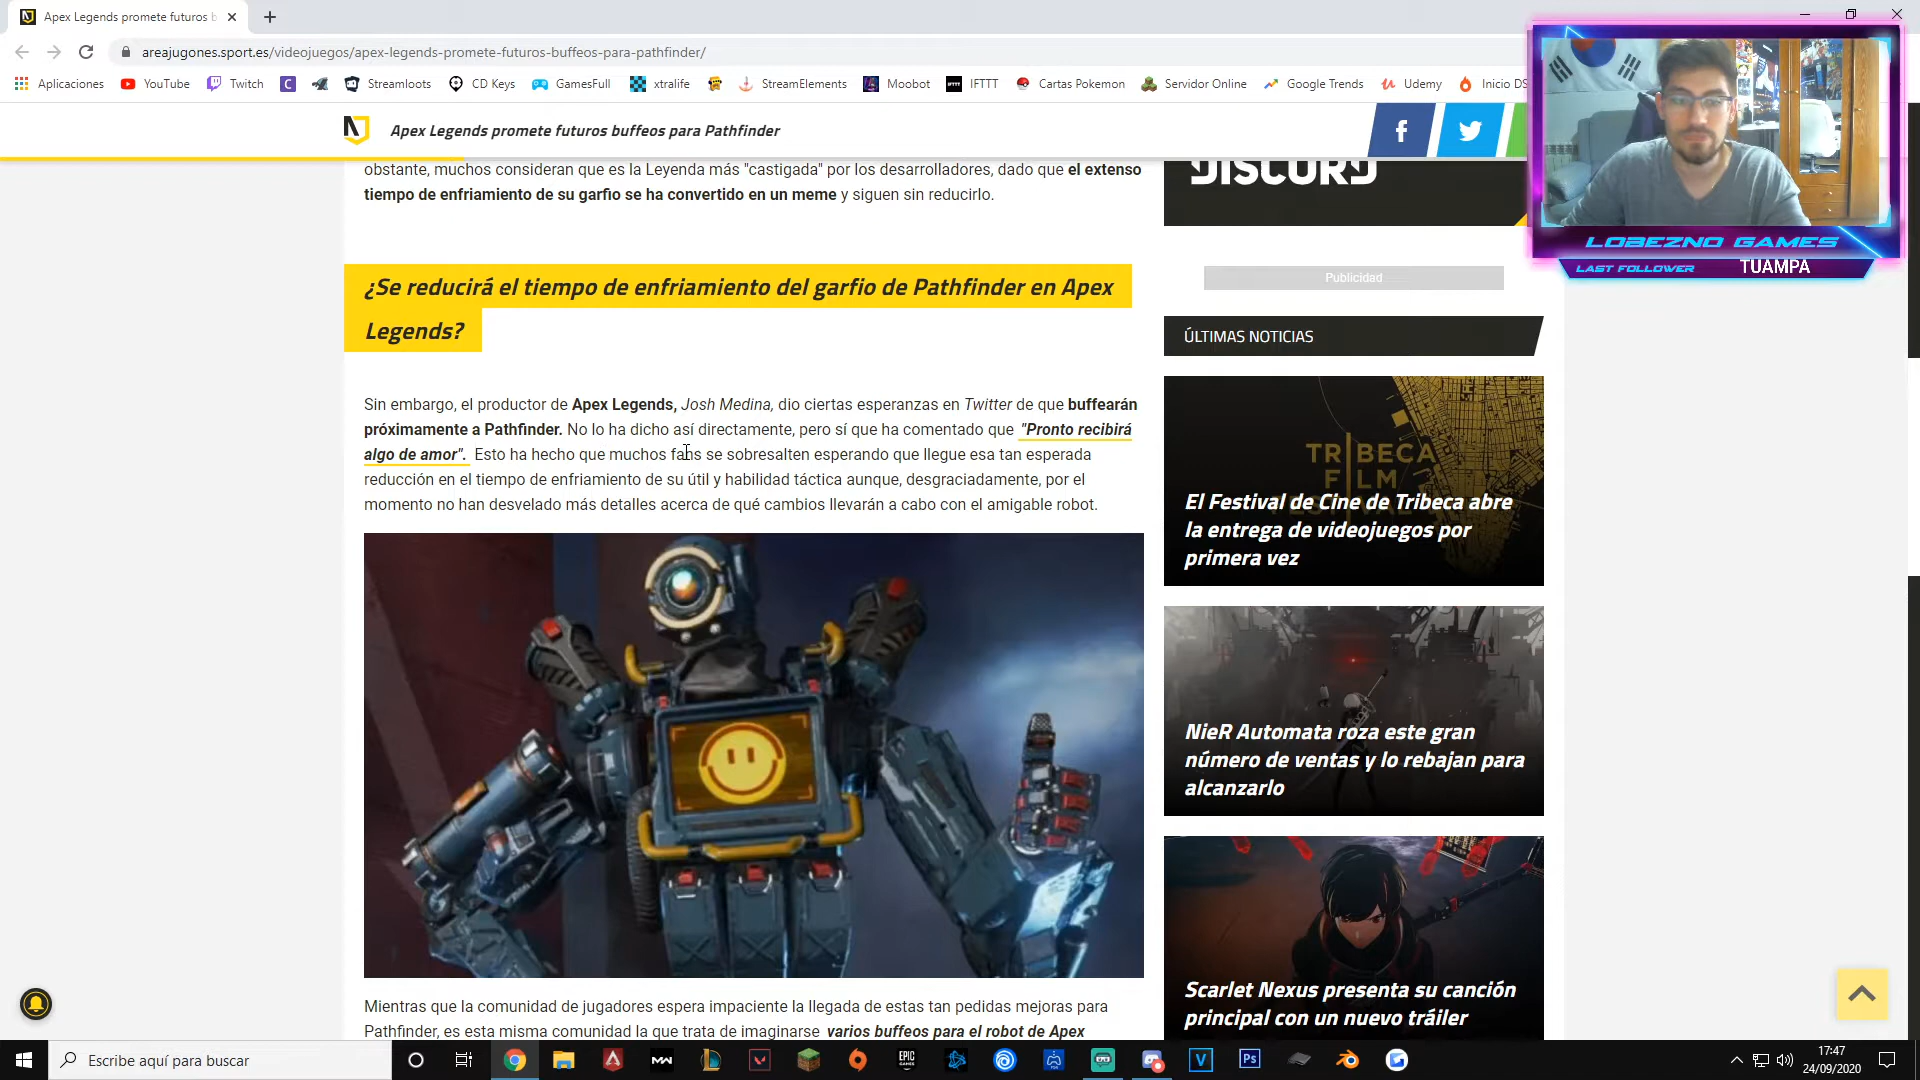 Apex Legends promete futuros b
areajugones.sport.es/videojuegos/apex-legends-promete-futuros-buffeos-para-pathfinder/
Aplicaciones YouTube Twitch Streamloots CD Keys GamesFull xtralife StreamElements Moobot IFTTT Cartas Pokemon Servidor Online Google Trends Udemy Inicio DS
Apex Legends promete futuros buffeos para Pathfinder
obstante, muchos consideran que es la Leyenda más "castigada" por los desarrolladores, dado que el extenso
tiempo de enfriamiento de su garfio se ha convertido en un meme y siguen sin reducirlo.
¿Se reducirá el tiempo de enfriamiento del garfio de Pathfinder en Apex
Legends?
Sin embargo, el productor de Apex Legends, Josh Medina, dio ciertas esperanzas en Twitter de que buffearán
próximamente a Pathfinder. No lo ha dicho así directamente, pero sí que ha comentado que "Pronto recibirá
algo de amor". Esto ha hecho que muchos fans se sobresalten esperando que llegue esa tan esperada
reducción en el tiempo de enfriamiento de su útil y habilidad táctica aunque, desgraciadamente, por el
momento no han desvelado más detalles acerca de qué cambios llevarán a cabo con el amigable robot.
Mientras que la comunidad de jugadores espera impaciente la llegada de estas tan pedidas mejoras para
Pathfinder, es esta misma comunidad la que trata de imaginarse varios buffeos para el robot de Apex
DISCORD
Publicidad
ÚLTIMAS NOTICIAS
TRIBECA
FILM
FESTIVAL
El Festival de Cine de Tribeca abre
la entrega de videojuegos por
primera vez
NieR Automata roza este gran
número de ventas y lo rebajan para
alcanzarlo
Scarlet Nexus presenta su canción
principal con un nuevo tráiler
LOBEZNO GAMES
LAST FOLLOWER TUAMPA
Escribe aquí para buscar
EPIC
GAMES
V
Ps
17:47
24/09/2020